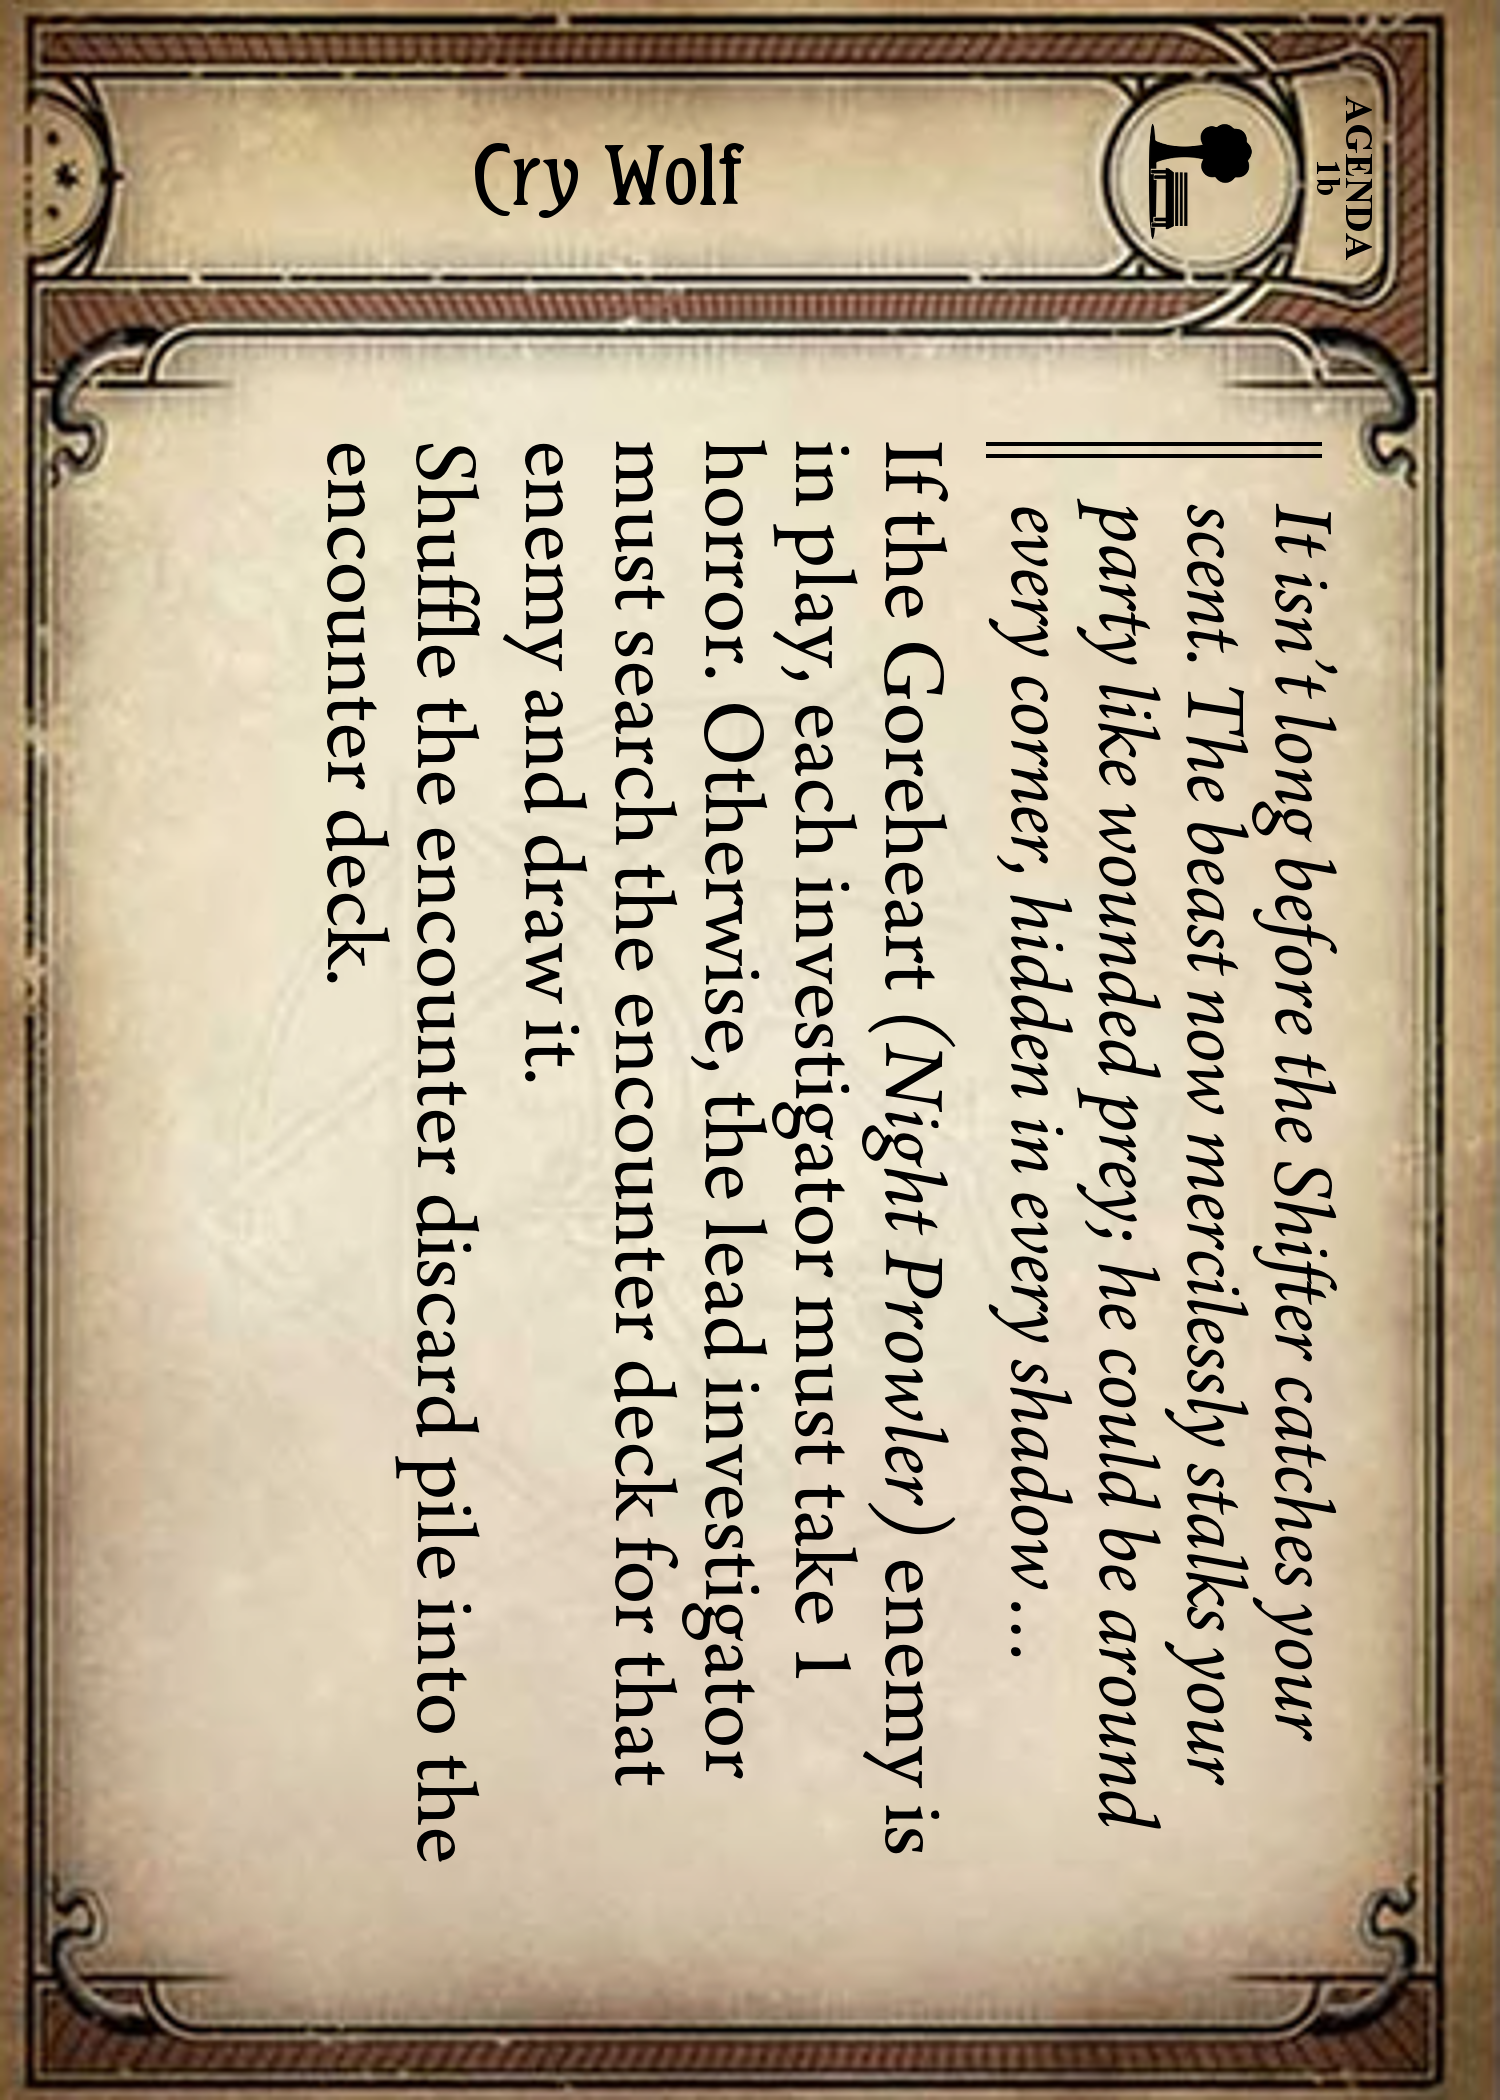 AGENDA
1b
Cry Wolf
It isn't long before the Shifter catches your
scent. The beast now mercilessly stalks your
party like wounded prey; he could be around
every corner, hidden in every shadow…
If the Goreheart (Night Prowler) enemy is
in play, each investigator must take 1
horror. Otherwise, the lead investigator
must search the encounter deck for that
enemy and draw it.
Shuffle the encounter discard pile into the
encounter deck.